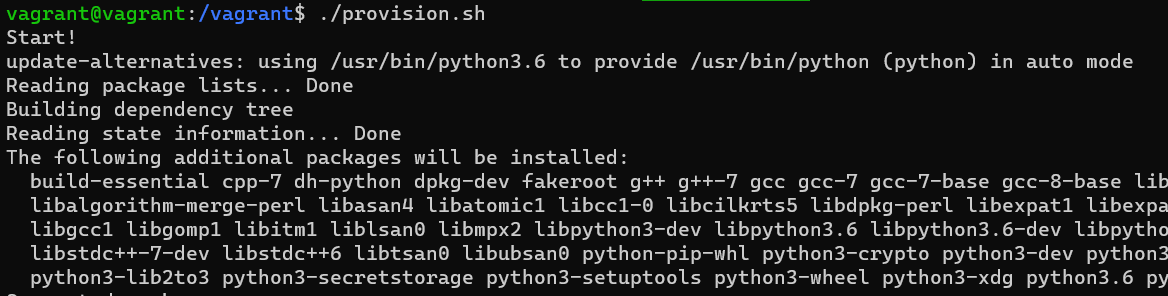 vagrant@vagrant:/vagrant$ ./provision.sh
Start!
update-alternatives: using /usr/bin/python3.6 to provide /usr/bin/python (python) in auto mode
Reading package lists... Done
Building dependency tree
Reading state information... Done
The following additional packages will be installed:
build-essential cpp-7 dh-python dpkg-dev fakeroot g++ g++-7 gcc gcc-7 gcc-7-base gcc-8-base lib
libalgorithm-merge-perl libasan4 libatomic1 libcc1-0 libcilkrts5 libdpkg-perl libexpat1 libexpa
libgcc1 libgomp1 libitm1 liblsan0 libmpx2 libpython3-dev libpython3.6 libpython3.6-dev libpytho
libstdc++-7-dev libstdc++6 libtsan0 libubsan0 python-pip-whl python3-crypto python3-dev python3
python3-lib2to3 python3-secretstorage python3-setuptools python3-wheel python3-xdg python3.6 py